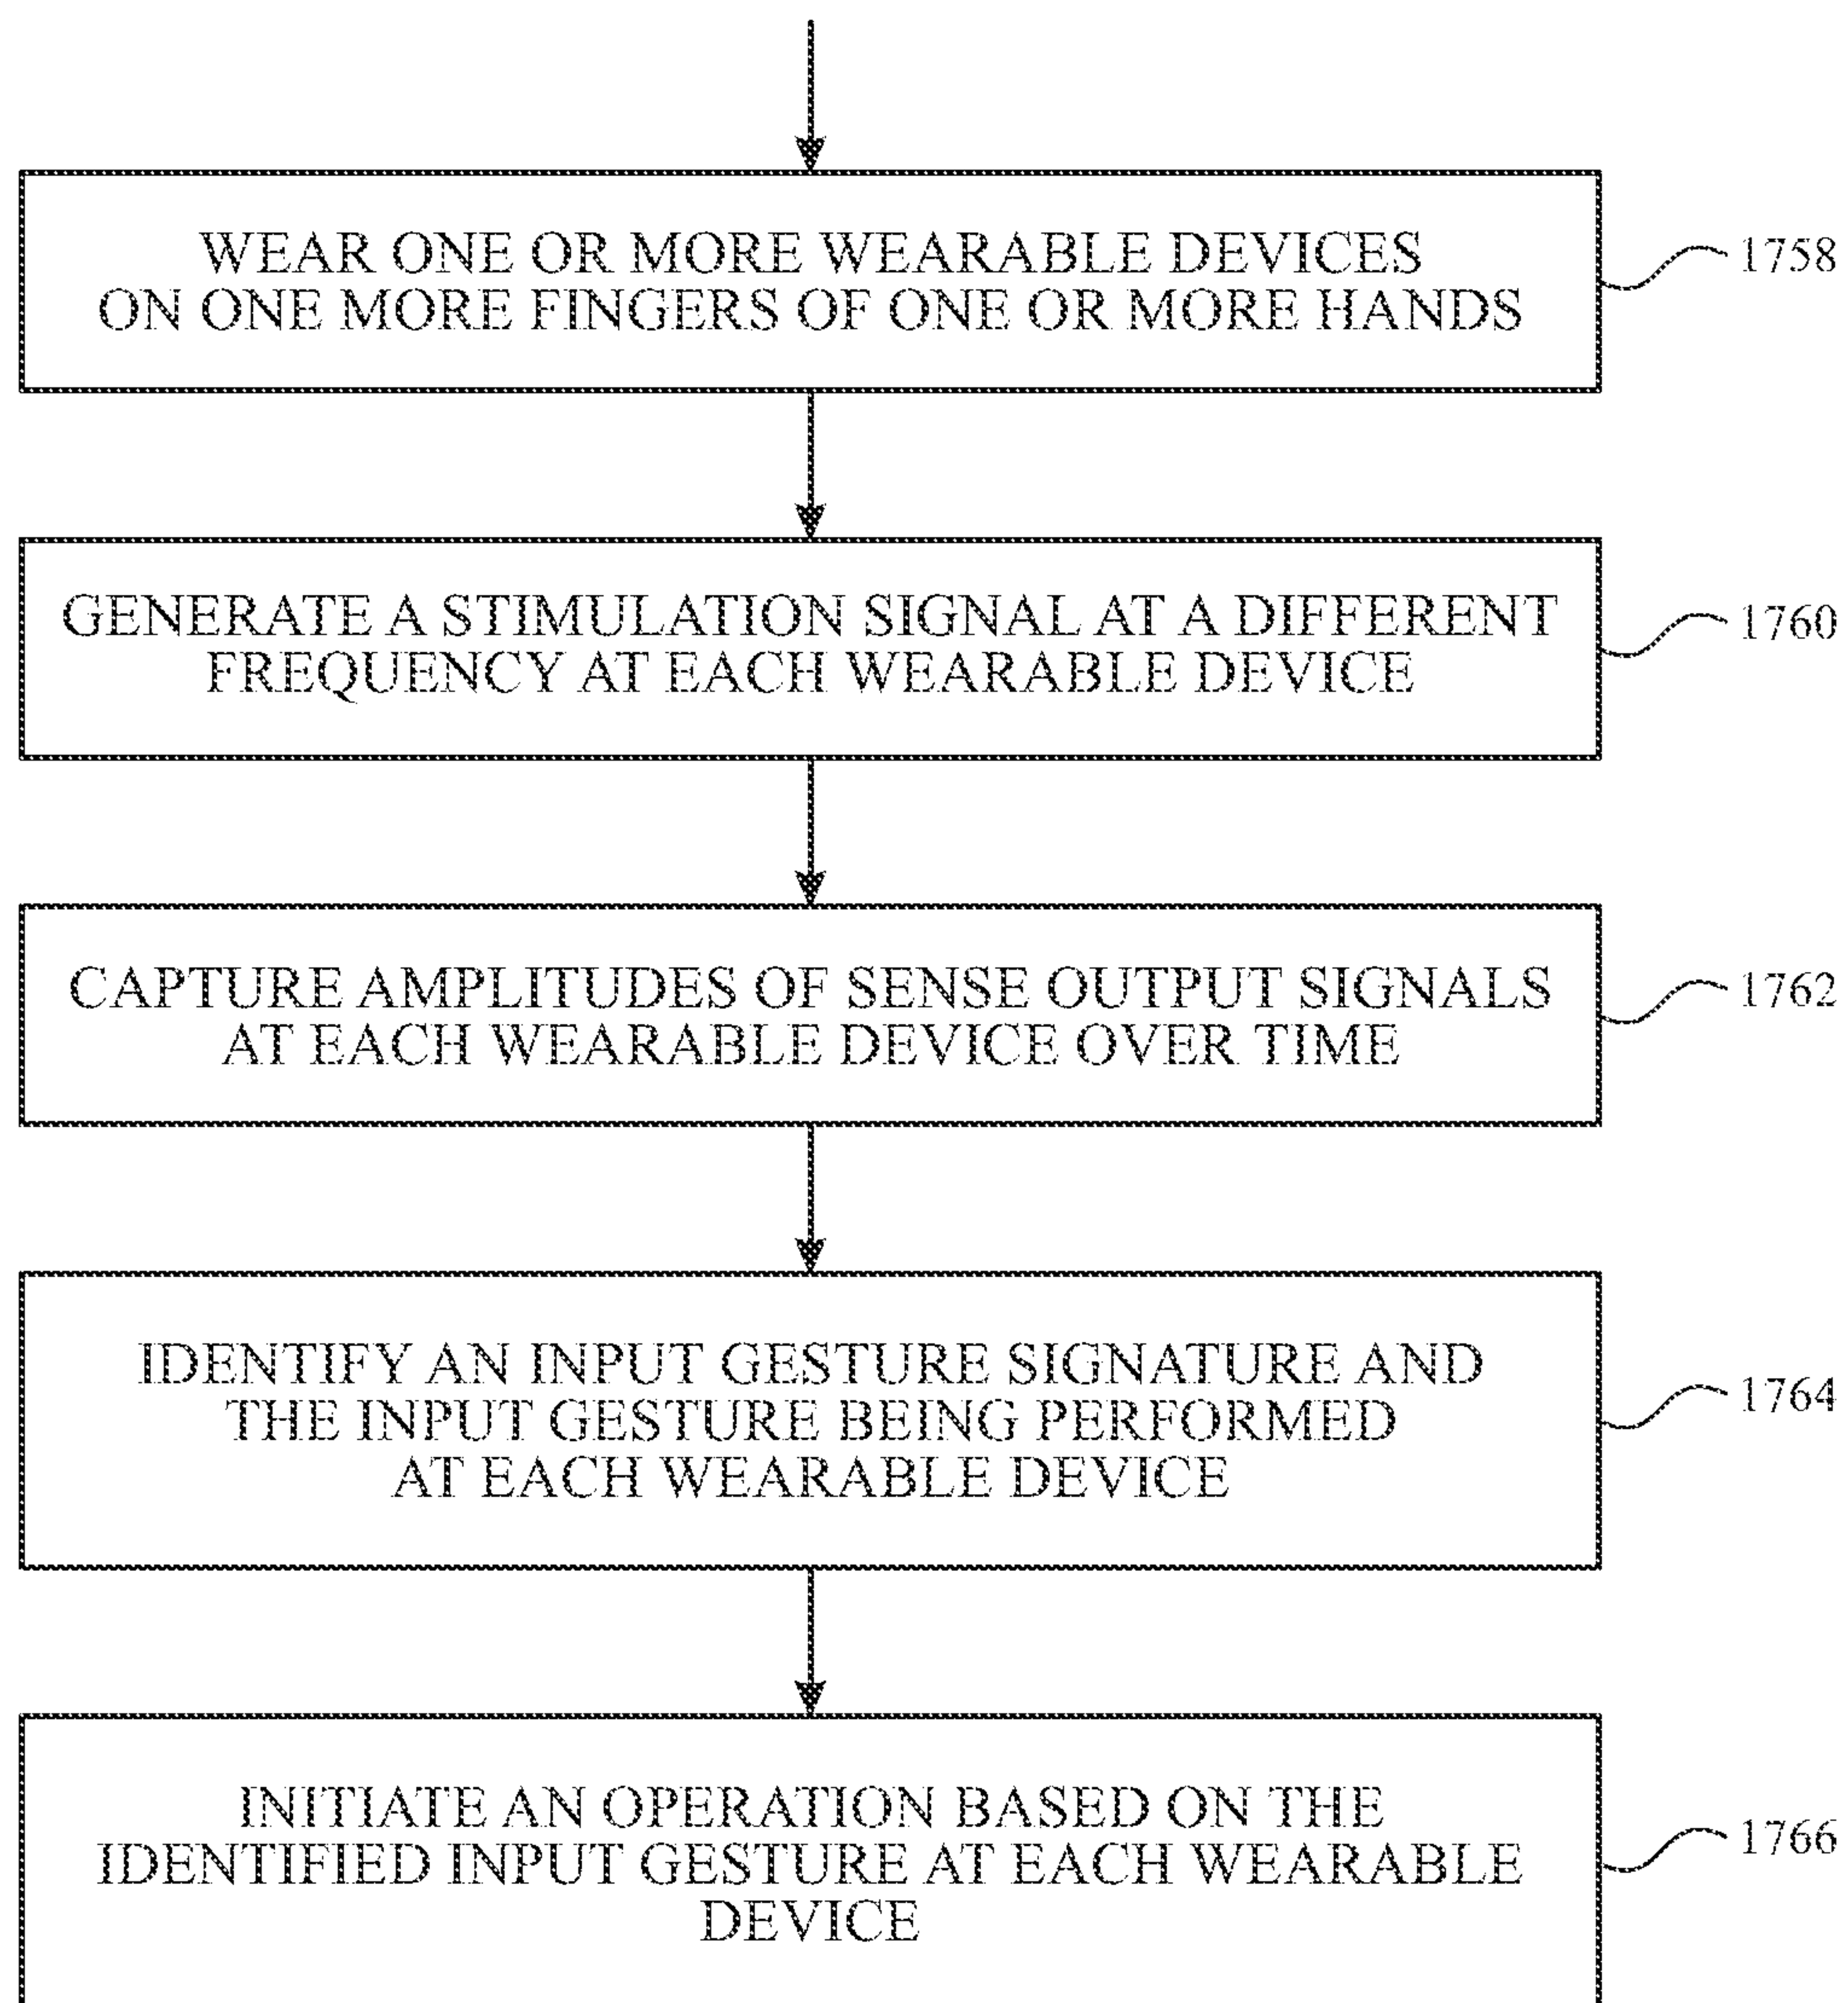 WEAR ONE OR MORE WEARABLE DEVICES
ON ONE MORE FINGERS OF ONE OR MORE HANDS
1758
GENERATE A STIMULATION SIGNAL AT A DIFFERENT
FREQUENCY AT EACH WEARABLE DEVICE
1760
CAPTURE AMPLITUDES OF SENSE OUTPUT SIGNALS
AT EACH WEARABLE DEVICE OVER TIME
1762
IDENTIFY AN INPUT GESTURE SIGNATURE AND
THE INPUT GESTURE BEING PERFORMED
AT EACH WEARABLE DEVICE
1764
INITIATE AN OPERATION BASED ON THE
IDENTIFIED INPUT GESTURE AT EACH WEARABLE
DEVICE
1766